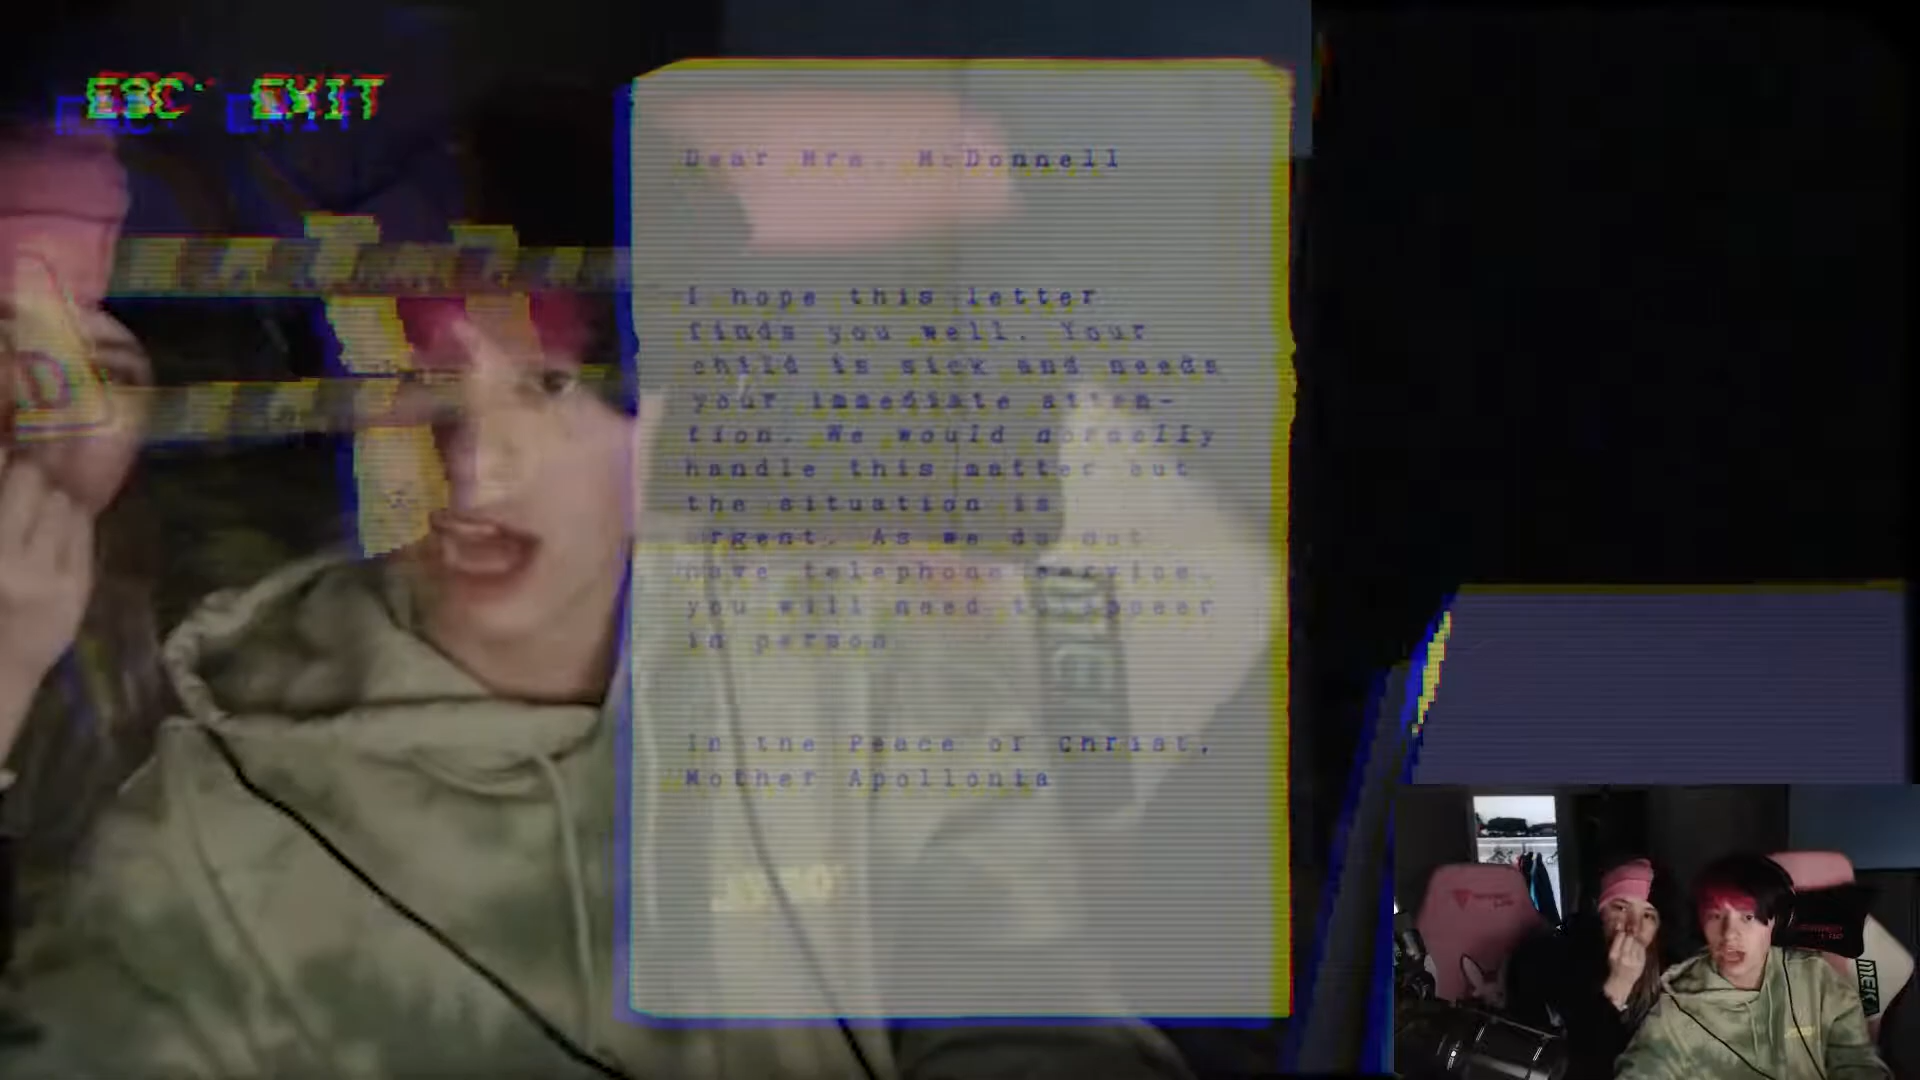 ESC: EXIT
Dear Mrs. McDonnell
I hope this letter
finds you well. Your
child is sick and needs
your immediate atten-
tion. We would normally
handle this matter but
the situation is
urgent. As we do not
have telephone service,
you will need to appear
in person
In the Peace of Christ,
Mother Apollonia